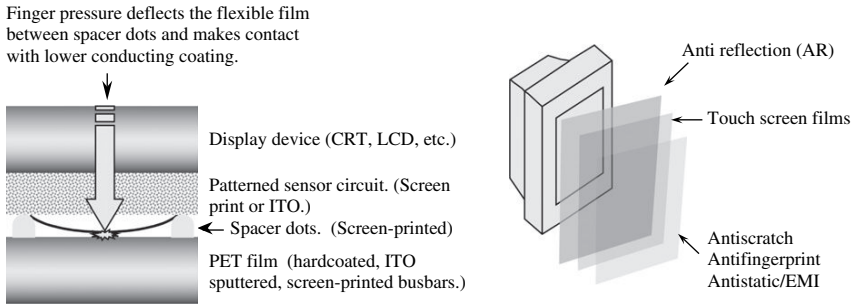 Finger pressure deflects the flexible film
between spacer dots and makes contact
with lower conducting coating.
Display device (CRT, LCD, etc.)
Patterned sensor circuit. (Screen
print or ITO.)
Spacer dots. (Screen-printed)
PET film (hardcoated, ITO
sputtered, screen-printed busbars.)
Anti reflection (AR)
Touch screen films
Antiscratch
Antifingerprint
Antistatic/EMI